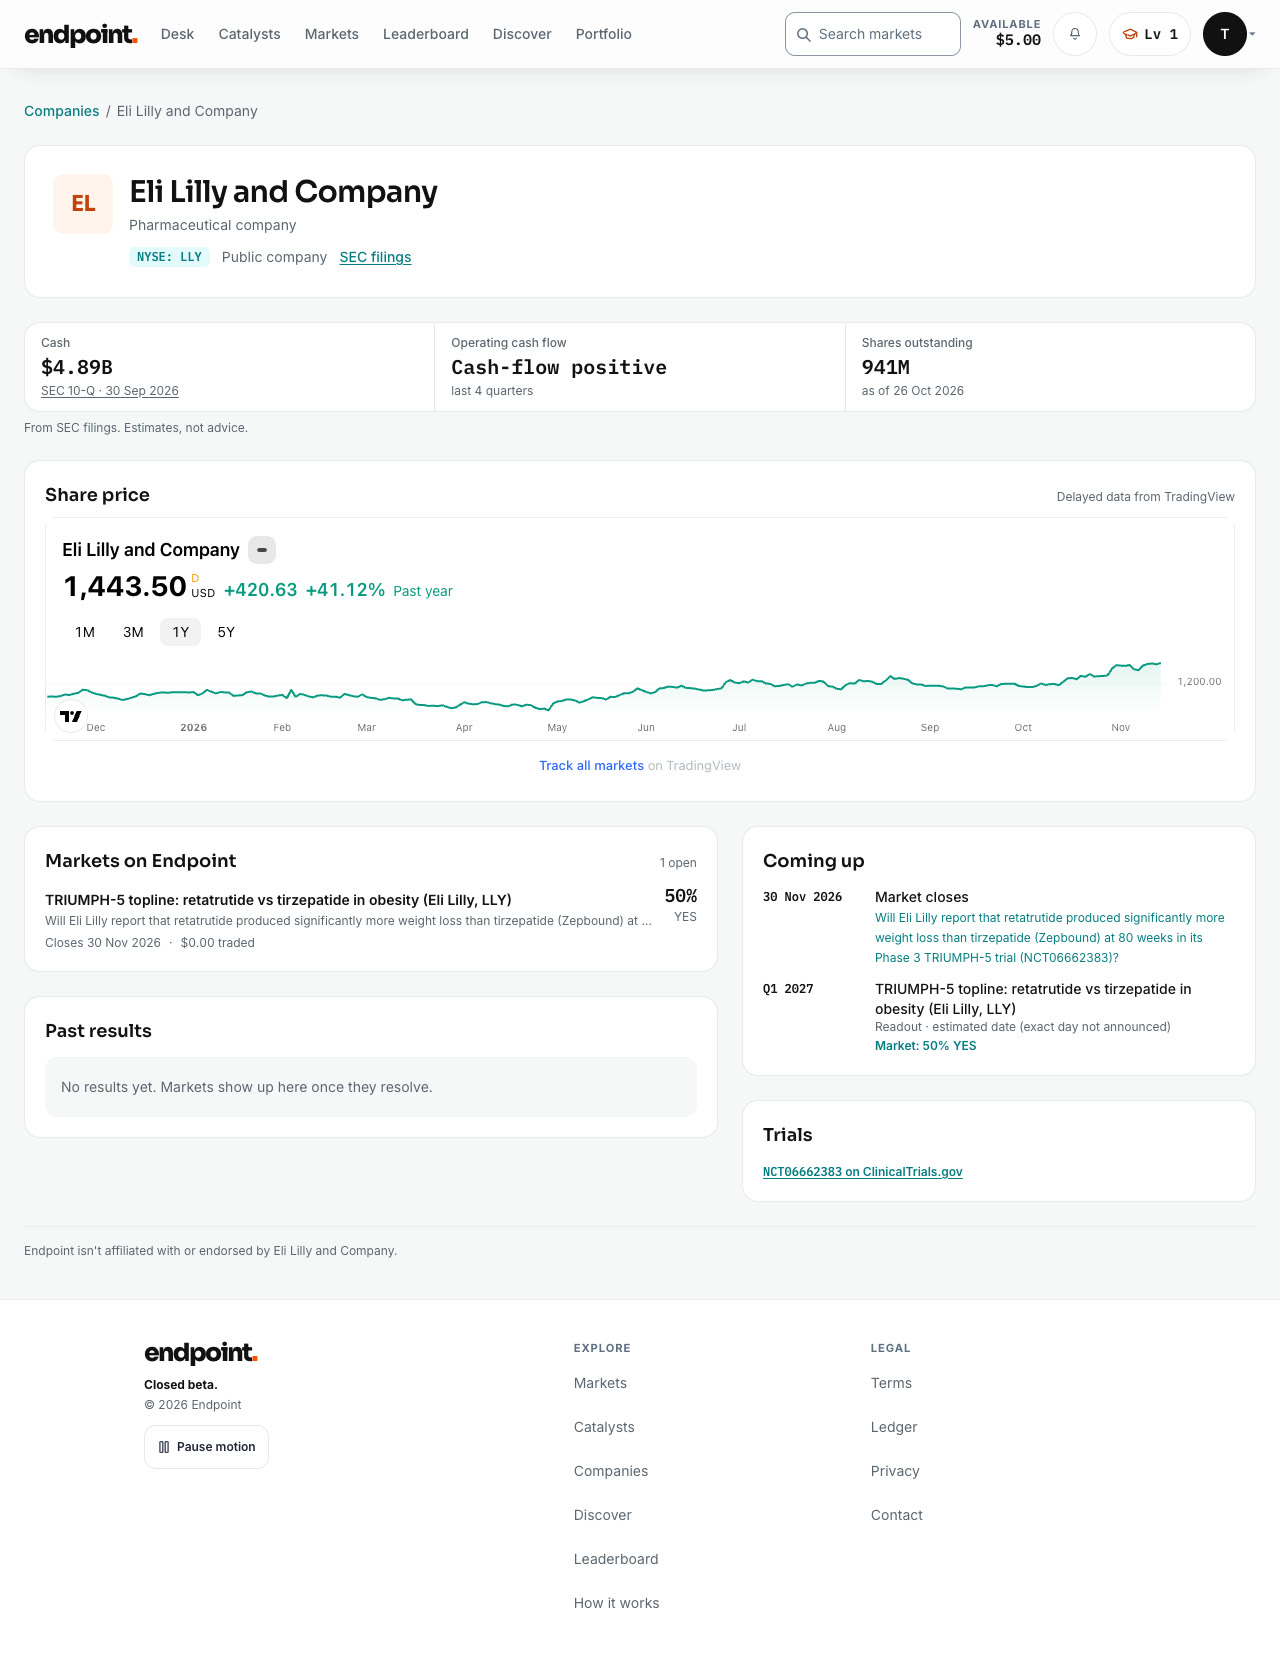 endpoint.
Desk
Catalysts
Markets
Leaderboard
Discover
Portfolio
Search markets
AVAILABLE
$5.00
Lv 1
T
Companies / Eli Lilly and Company
EL
Eli Lilly and Company
Pharmaceutical company
NYSE: LLY
Public company
SEC filings
Cash
$4.89B
SEC 10-Q · 30 Sep 2026
Operating cash flow
Cash-flow positive
last 4 quarters
Shares outstanding
941M
as of 26 Oct 2026
From SEC filings. Estimates, not advice.
Share price
Delayed data from TradingView
Eli Lilly and Company
1,443.50 D USD +420.63 +41.12% Past year
1M 3M 1Y 5Y
1,200.00
Dec 2026 Feb Mar Apr May Jun Jul Aug Sep Oct Nov
Track all markets on TradingView
Markets on Endpoint
1 open
TRIUMPH-5 topline: retatrutide vs tirzepatide in obesity (Eli Lilly, LLY)
Will Eli Lilly report that retatrutide produced significantly more weight loss than tirzepatide (Zepbound) at ...
Closes 30 Nov 2026 · $0.00 traded
50%
YES
Past results
No results yet. Markets show up here once they resolve.
Coming up
30 Nov 2026
Market closes
Will Eli Lilly report that retatrutide produced significantly more
weight loss than tirzepatide (Zepbound) at 80 weeks in its
Phase 3 TRIUMPH-5 trial (NCT06662383)?
Q1 2027
TRIUMPH-5 topline: retatrutide vs tirzepatide in
obesity (Eli Lilly, LLY)
Readout · estimated date (exact day not announced)
Market: 50% YES
Trials
NCT06662383 on ClinicalTrials.gov
Endpoint isn't affiliated with or endorsed by Eli Lilly and Company.
endpoint.
Closed beta.
© 2026 Endpoint
Pause motion
EXPLORE
Markets
Catalysts
Companies
Discover
Leaderboard
How it works
LEGAL
Terms
Ledger
Privacy
Contact